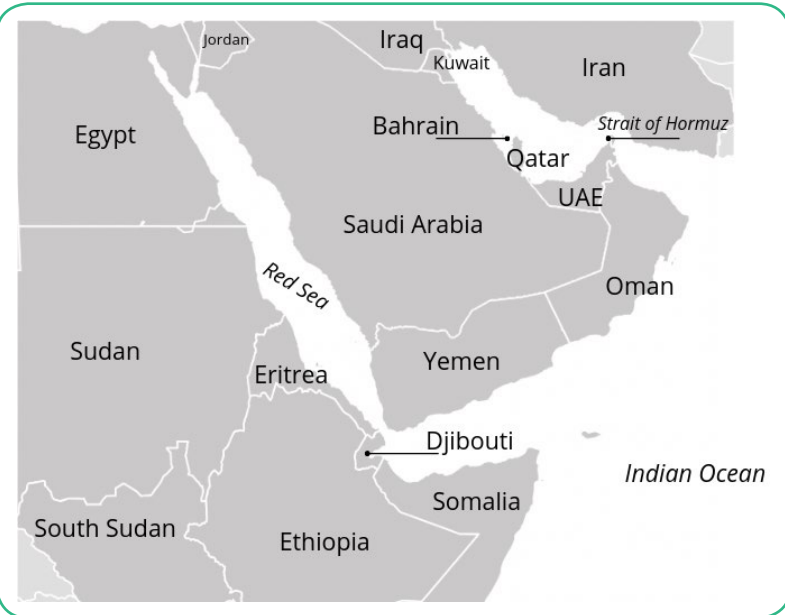 Jordan
Iraq
Kuwait
Iran
Bahrain
Strait of Hormuz
Egypt
Qatar
UAE
Saudi Arabia
Red Sea
Oman
Sudan
Yemen
Eritrea
Djibouti
Indian Ocean
Somalia
South Sudan
Ethiopia